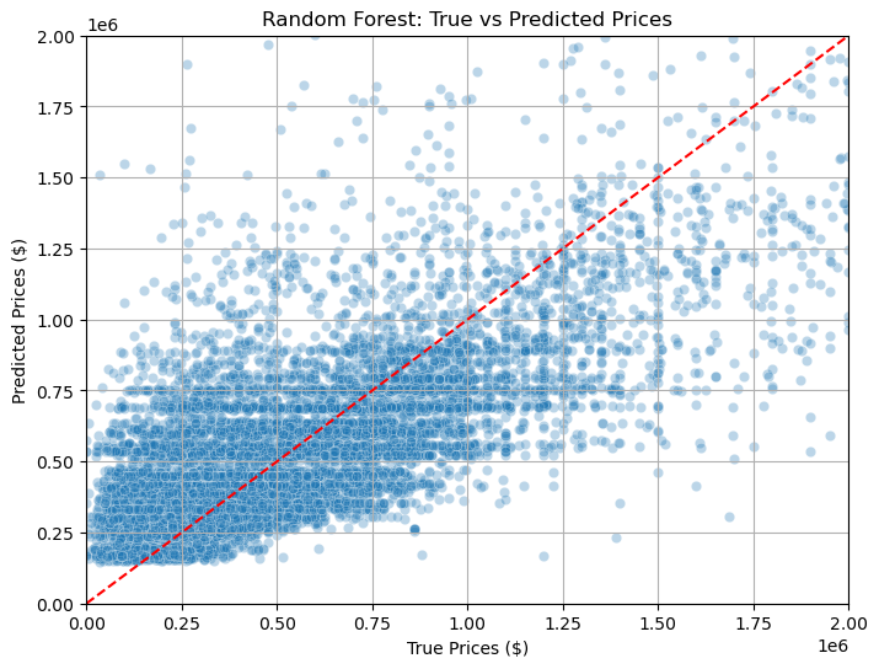 Random Forest: True vs Predicted Prices
1e6
2.00
1.75
1.50
1.25
1.00
0.75
0.50
0.25
0.00
Predicted Prices ($)
0.00 0.25 0.50 0.75 1.00 1.25 1.50 1.75 2.00
True Prices ($)
1e6